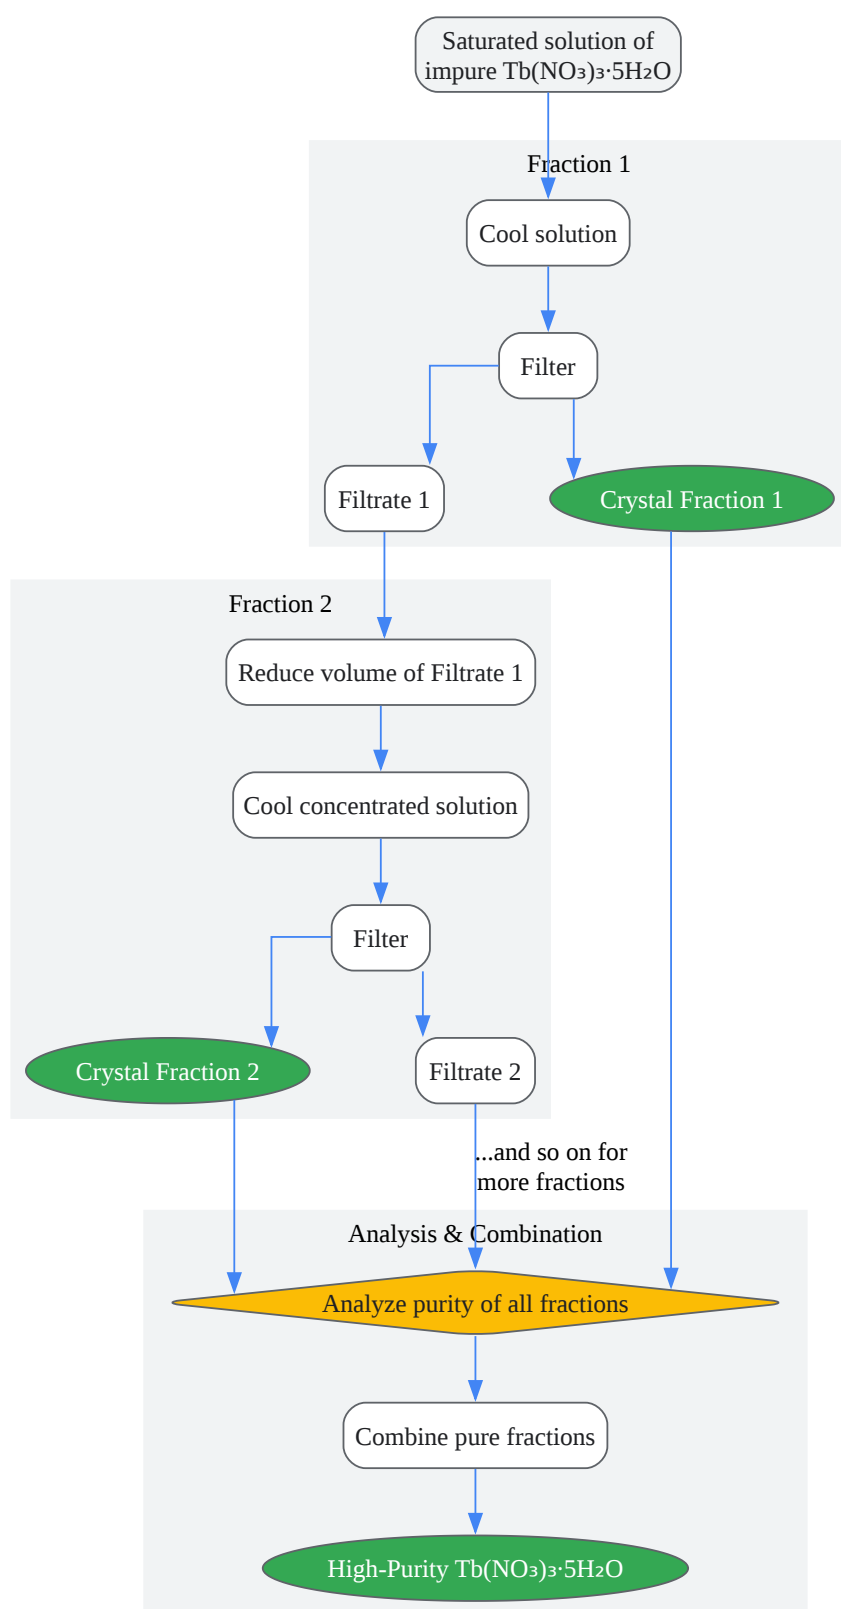 Saturated solution of
impure Tb(NO₃)₃·5H₂O
Fraction 1
Cool solution
Filter
Filtrate 1
Crystal Fraction 1
Fraction 2
Reduce volume of Filtrate 1
Cool concentrated solution
Filter
Crystal Fraction 2
Filtrate 2
...and so on for
more fractions
Analysis & Combination
Analyze purity of all fractions
Combine pure fractions
High-Purity Tb(NO₃)₃·5H₂O